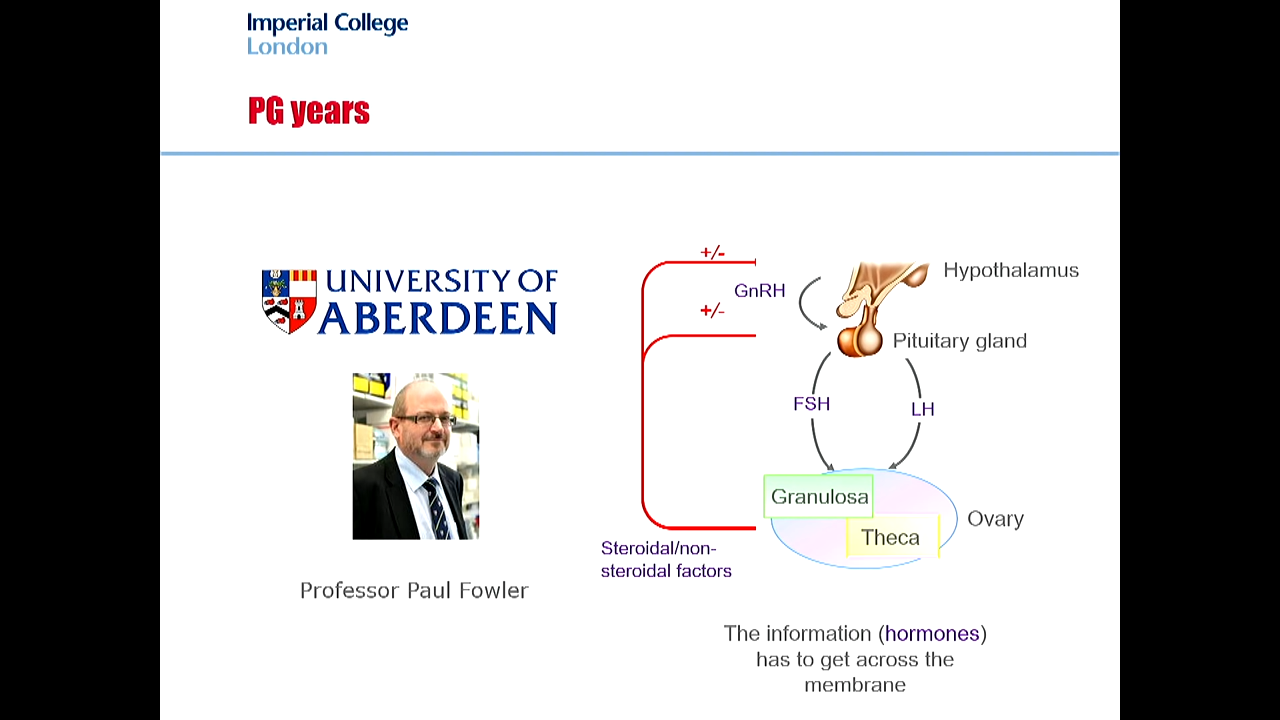 Imperial College
London
PG years
UNIVERSITY OF
ABERDEEN
Professor Paul Fowler
+/-
GnRH
+/-
Hypothalamus
Pituitary gland
FSH
LH
Granulosa
Theca
Ovary
Steroidal/non-
steroidal factors
The information (hormones)
has to get across the
membrane